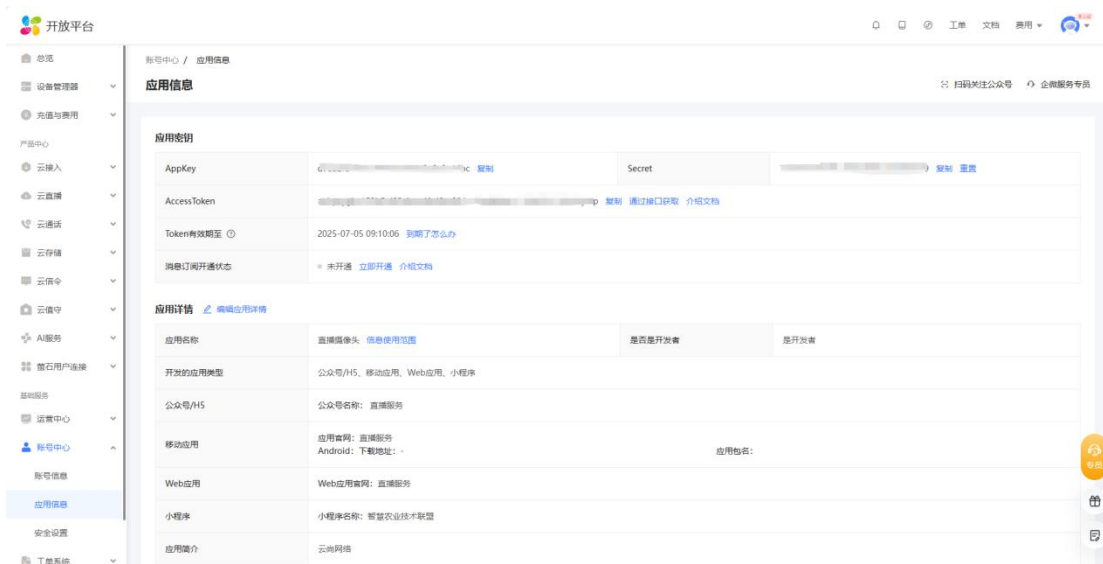 开放平台
工单 文档 费用
总览
设备管理器
充值与费用
产品中心
云接入
云直播
云通话
云存储
云信令
云值守
AI服务
萤石用户连接
基础服务
运营中心
账号中心
账号信息
应用信息
安全设置
工单系统
账号中心 / 应用信息
应用信息
扫码关注公众号 企微服务专员
应用密钥
AppKey 复制 Secret 复制 重置
AccessToken 复制 通过接口获取 介绍文档
Token有效期至 2025-07-05 09:10:06 到期了怎么办
消息订阅开通状态 未开通 立即开通 介绍文档
应用详情 编辑应用详情
应用名称 直播摄像头 信息使用范围 是否是开发者 是开发者
开发的应用类型 公众号/H5、移动应用、Web应用、小程序
公众号/H5 公众号名称: 直播服务
移动应用 应用官网: 直播服务
Android: 下载地址: - 应用包名:
Web应用 Web应用官网: 直播服务
小程序 小程序名称: 智慧农业技术联盟
应用简介 云尚网络
专员